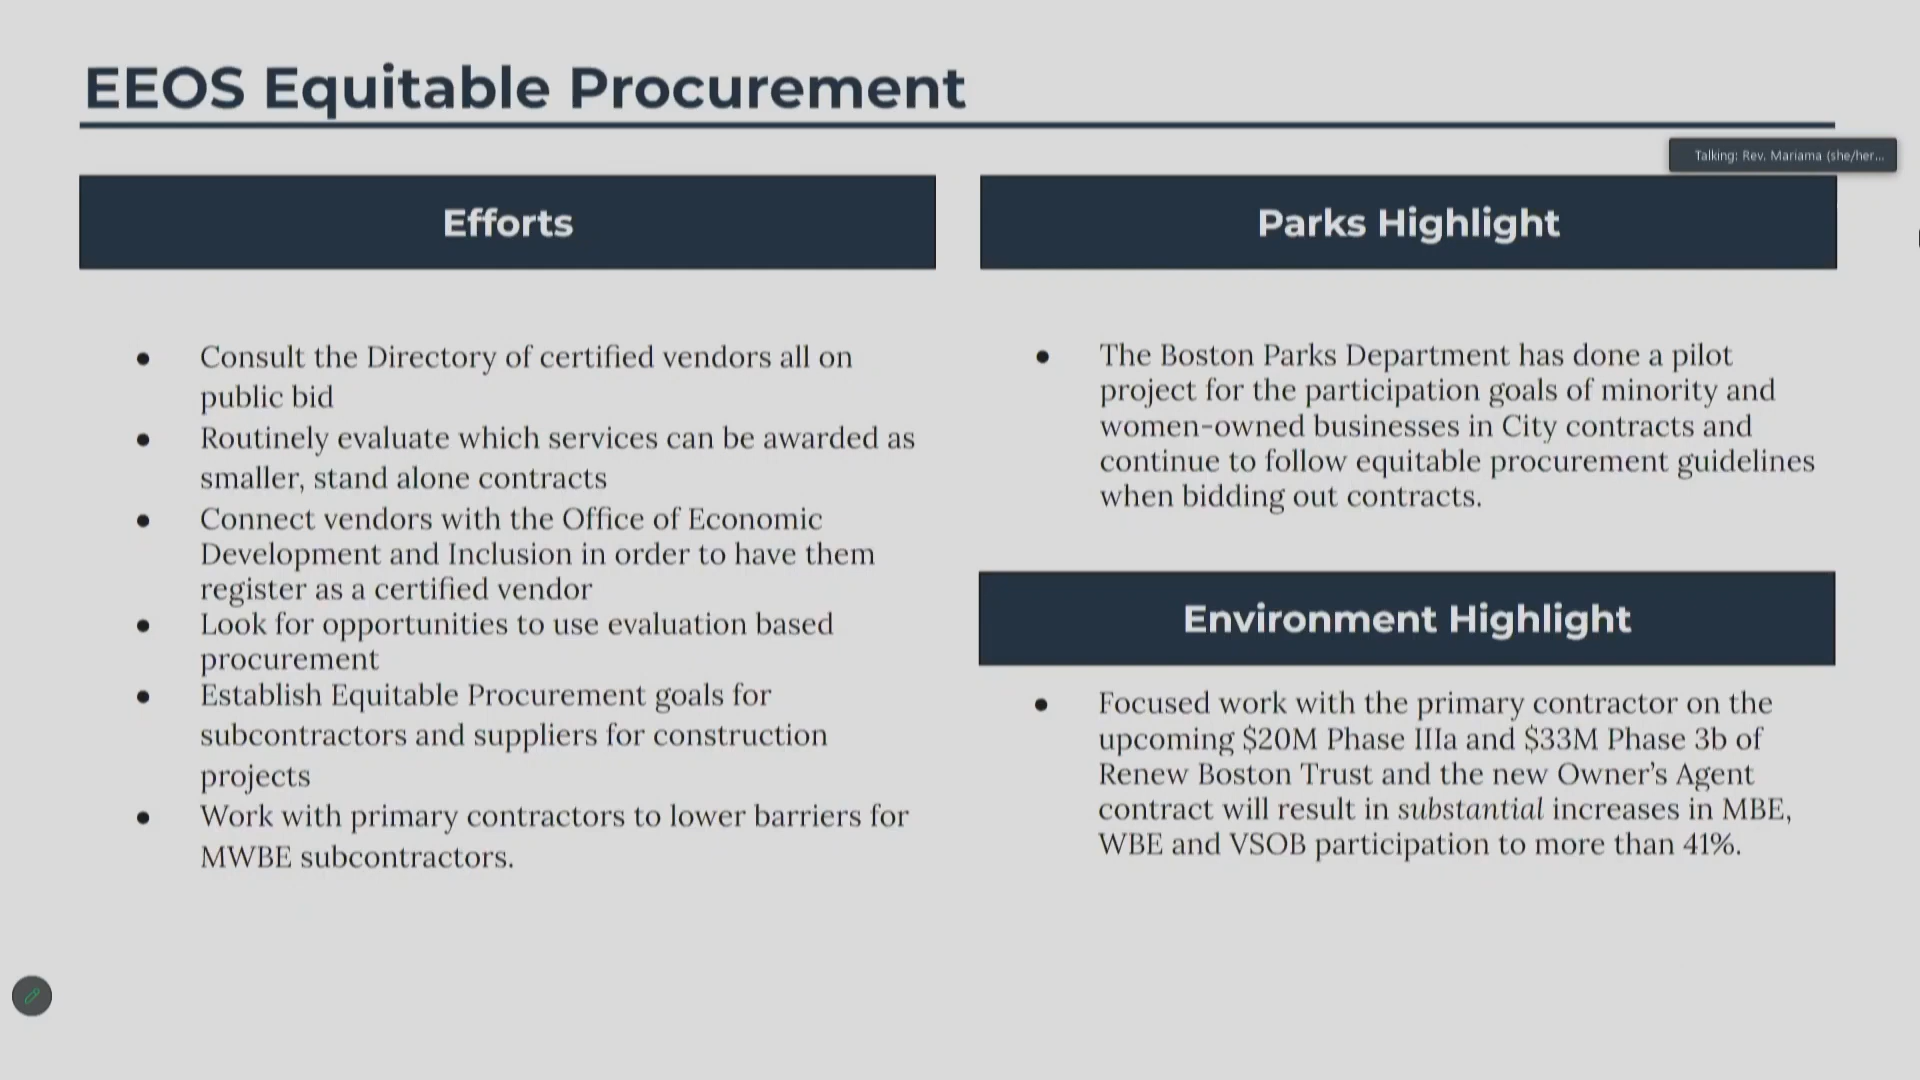 EEOS Equitable Procurement
Talking: Rev. Mariama (she/her...
Efforts
● Consult the Directory of certified vendors all on
public bid
● Routinely evaluate which services can be awarded as
smaller, stand alone contracts
● Connect vendors with the Office of Economic
Development and Inclusion in order to have them
register as a certified vendor
● Look for opportunities to use evaluation based
procurement
● Establish Equitable Procurement goals for
subcontractors and suppliers for construction
projects
● Work with primary contractors to lower barriers for
MWBE subcontractors.
Parks Highlight
● The Boston Parks Department has done a pilot
project for the participation goals of minority and
women-owned businesses in City contracts and
continue to follow equitable procurement guidelines
when bidding out contracts.
Environment Highlight
● Focused work with the primary contractor on the
upcoming $20M Phase IIIa and $33M Phase 3b of
Renew Boston Trust and the new Owner's Agent
contract will result in substantial increases in MBE,
WBE and VSOB participation to more than 41%.